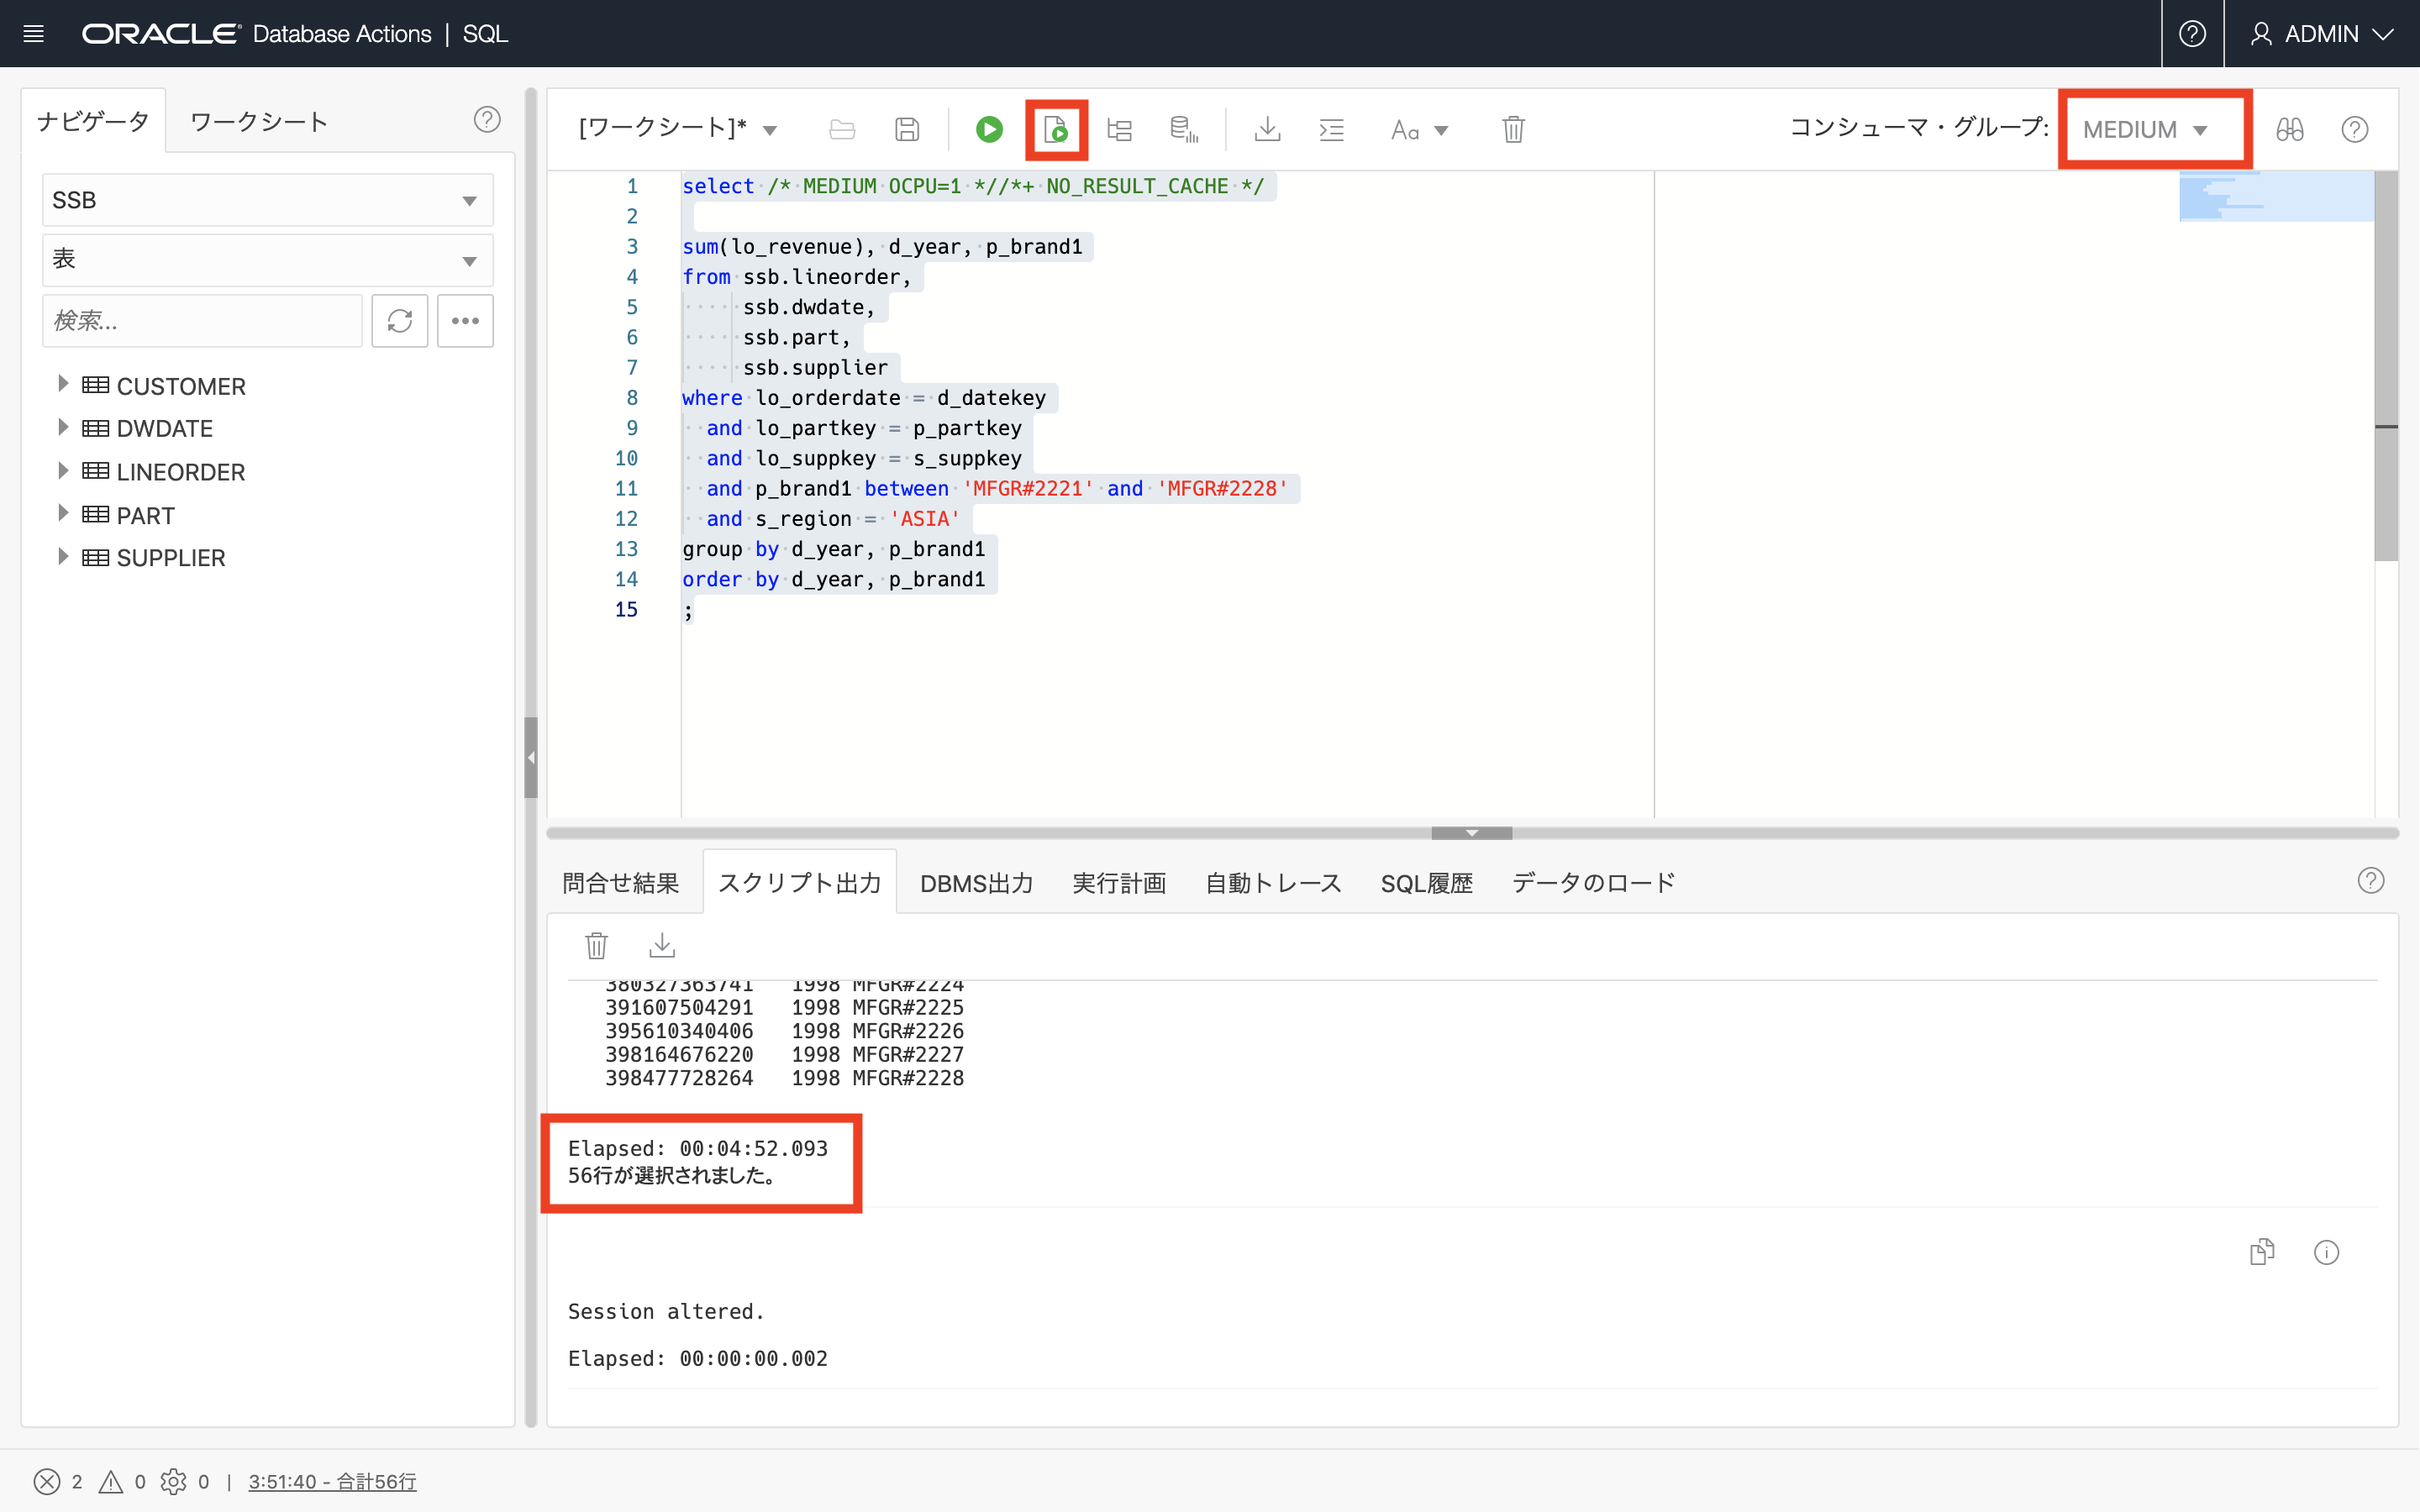 ORACLE Database Actions | SQL
ADMIN
ナビゲータ
ワークシート
SSB
表
検索...
CUSTOMER
DWDATE
LINEORDER
PART
SUPPLIER
[ワークシート]*
Aa
コンシューマ・グループ: MEDIUM
1 select /* MEDIUM OCPU=1 *//*+ NO_RESULT_CACHE */
2
3 sum(lo_revenue), d_year, p_brand1
4 from ssb.lineorder,
5 ssb.dwdate,
6 ssb.part,
7 ssb.supplier
8 where lo_orderdate = d_datekey
9 and lo_partkey = p_partkey
10 and lo_suppkey = s_suppkey
11 and p_brand1 between 'MFGR#2221' and 'MFGR#2228'
12 and s_region = 'ASIA'
13 group by d_year, p_brand1
14 order by d_year, p_brand1
15 ;
問合せ結果 スクリプト出力 DBMS出力 実行計画 自動トレース SQL履歴 データのロード
380327363741 1998 MFGR#2224
391607504291 1998 MFGR#2225
395610340406 1998 MFGR#2226
398164676220 1998 MFGR#2227
398477728264 1998 MFGR#2228
Elapsed: 00:04:52.093
56行が選択されました。
Session altered.
Elapsed: 00:00:00.002
2 0 0 | 3:51:40 - 合計56行